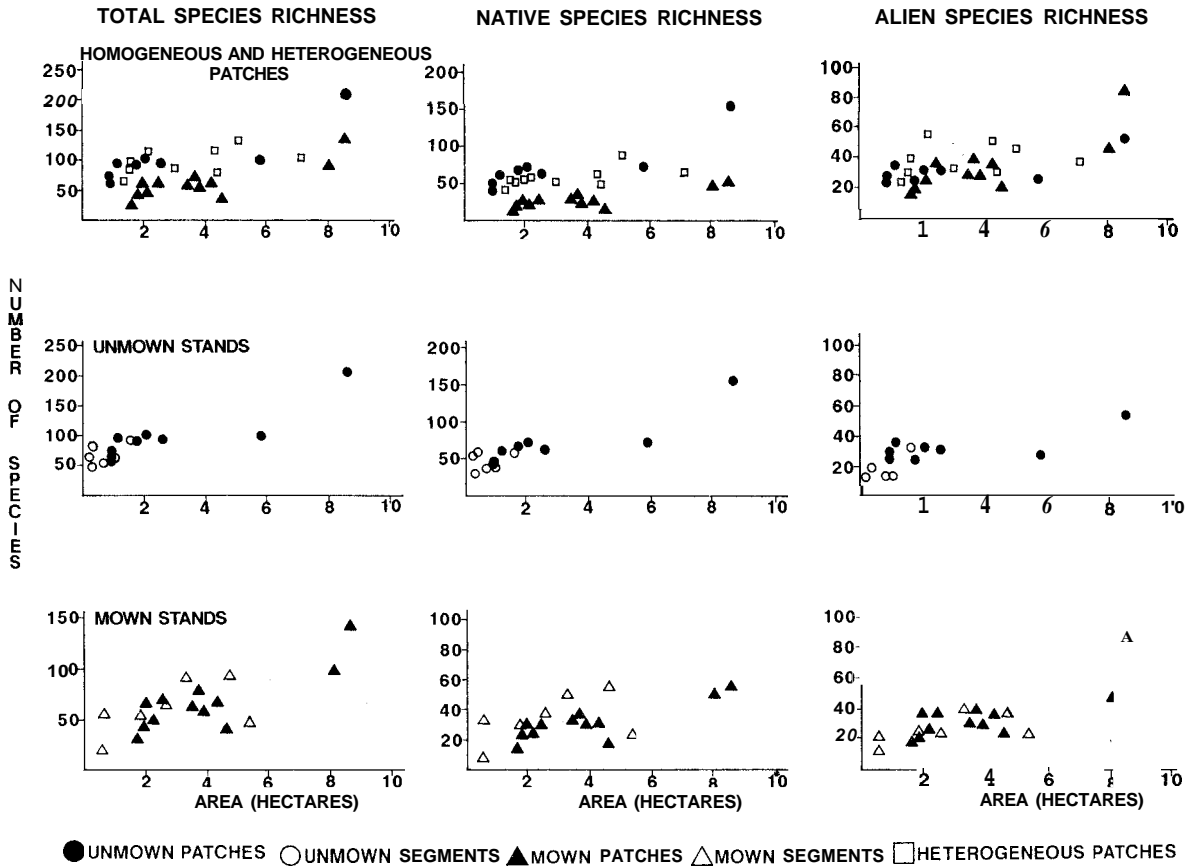 TOTAL SPECIES RICHNESS
NATIVE SPECIES RICHNESS
ALIEN SPECIES RICHNESS
HOMOGENEOUS AND HETEROGENEOUS
PATCHES
250
200
150
100
50
2 4 6 8 10
200
150
100
50
2 4 6 8 10
100
80
60
40
20
1 4 6 8 10
NUMBER OF SPECIES
UNMOWN STANDS
250
200
150
100
50
2 4 6 8 10
200
150
100
50
2 4 6 8 10
100
80
60
40
20
1 4 6 8 10
MOWN STANDS
150
100
50
2 4 6 8 10
AREA (HECTARES)
100
80
60
40
20
2 4 6 8 10
AREA (HECTARES)
100
80
60
40
20
2 4 6 10
AREA (HECTARES)
UNMOWN PATCHES UNMOWN SEGMENTS MOWN PATCHES MOWN SEGMENTS HETEROGENEOUS PATCHES